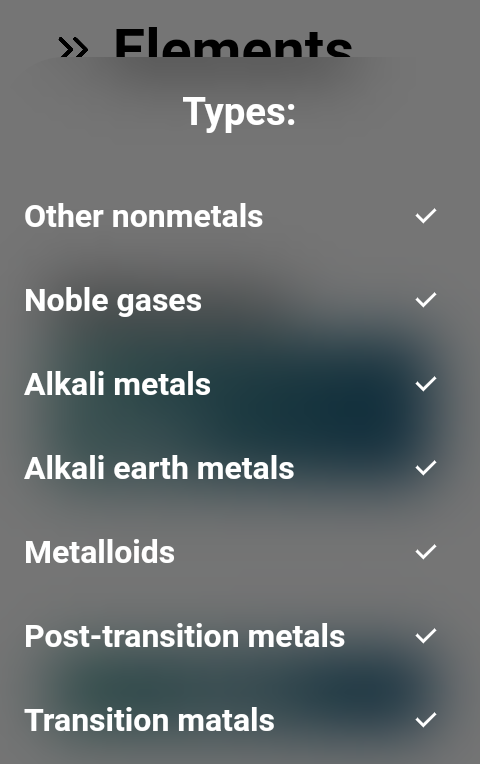 Elements
Types:
Other nonmetals
Noble gases
Alkali metals
Alkali earth metals
Metalloids
Post-transition metals
Transition matals